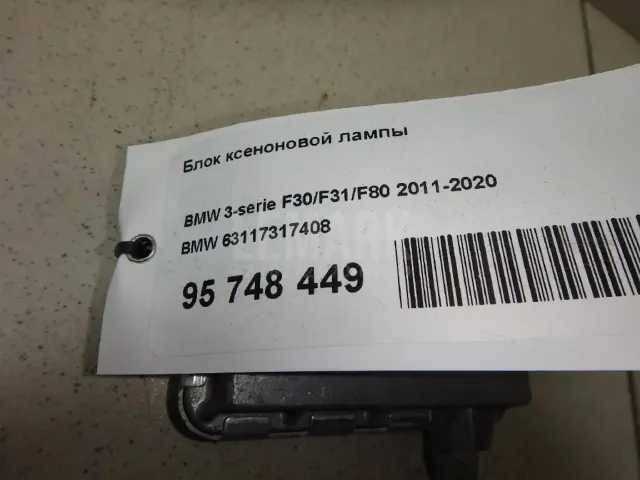 Блок ксеноновой лампы
BMW 3-serie F30/F31/F80 2011-2020
BMW 63117317408
95 748 449